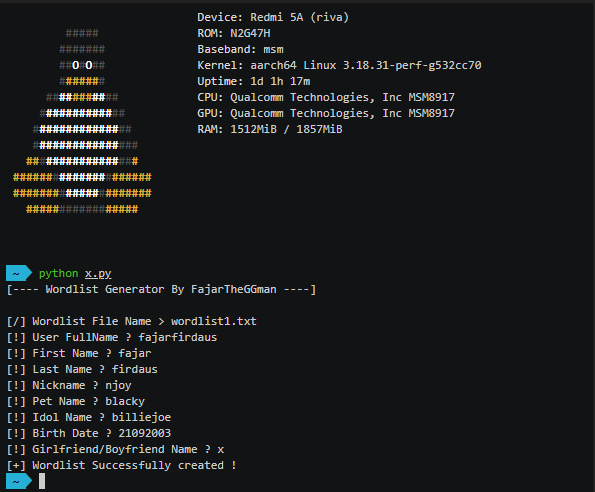 Device: Redmi 5A (riva)
ROM: N2G47H
Baseband: msm
Kernel: aarch64 Linux 3.18.31-perf-g532cc70
Uptime: 1d 1h 17m
CPU: Qualcomm Technologies, Inc MSM8917
GPU: Qualcomm Technologies, Inc MSM8917
RAM: 1512MiB / 1857MiB
#####
#######
##O#O##
#######
###########
############
###############
################
#################
#####################
#####################
#################
~ python x.py
[---- Wordlist Generator By FajarTheGGman ----]
[/] Wordlist File Name > wordlist1.txt
[!] User FullName ? fajarfirdaus
[!] First Name ? fajar
[!] Last Name ? firdaus
[!] Nickname ? njoy
[!] Pet Name ? blacky
[!] Idol Name ? billiejoe
[!] Birth Date ? 21092003
[!] Girlfriend/Boyfriend Name ? x
[+] Wordlist Successfully created !
~